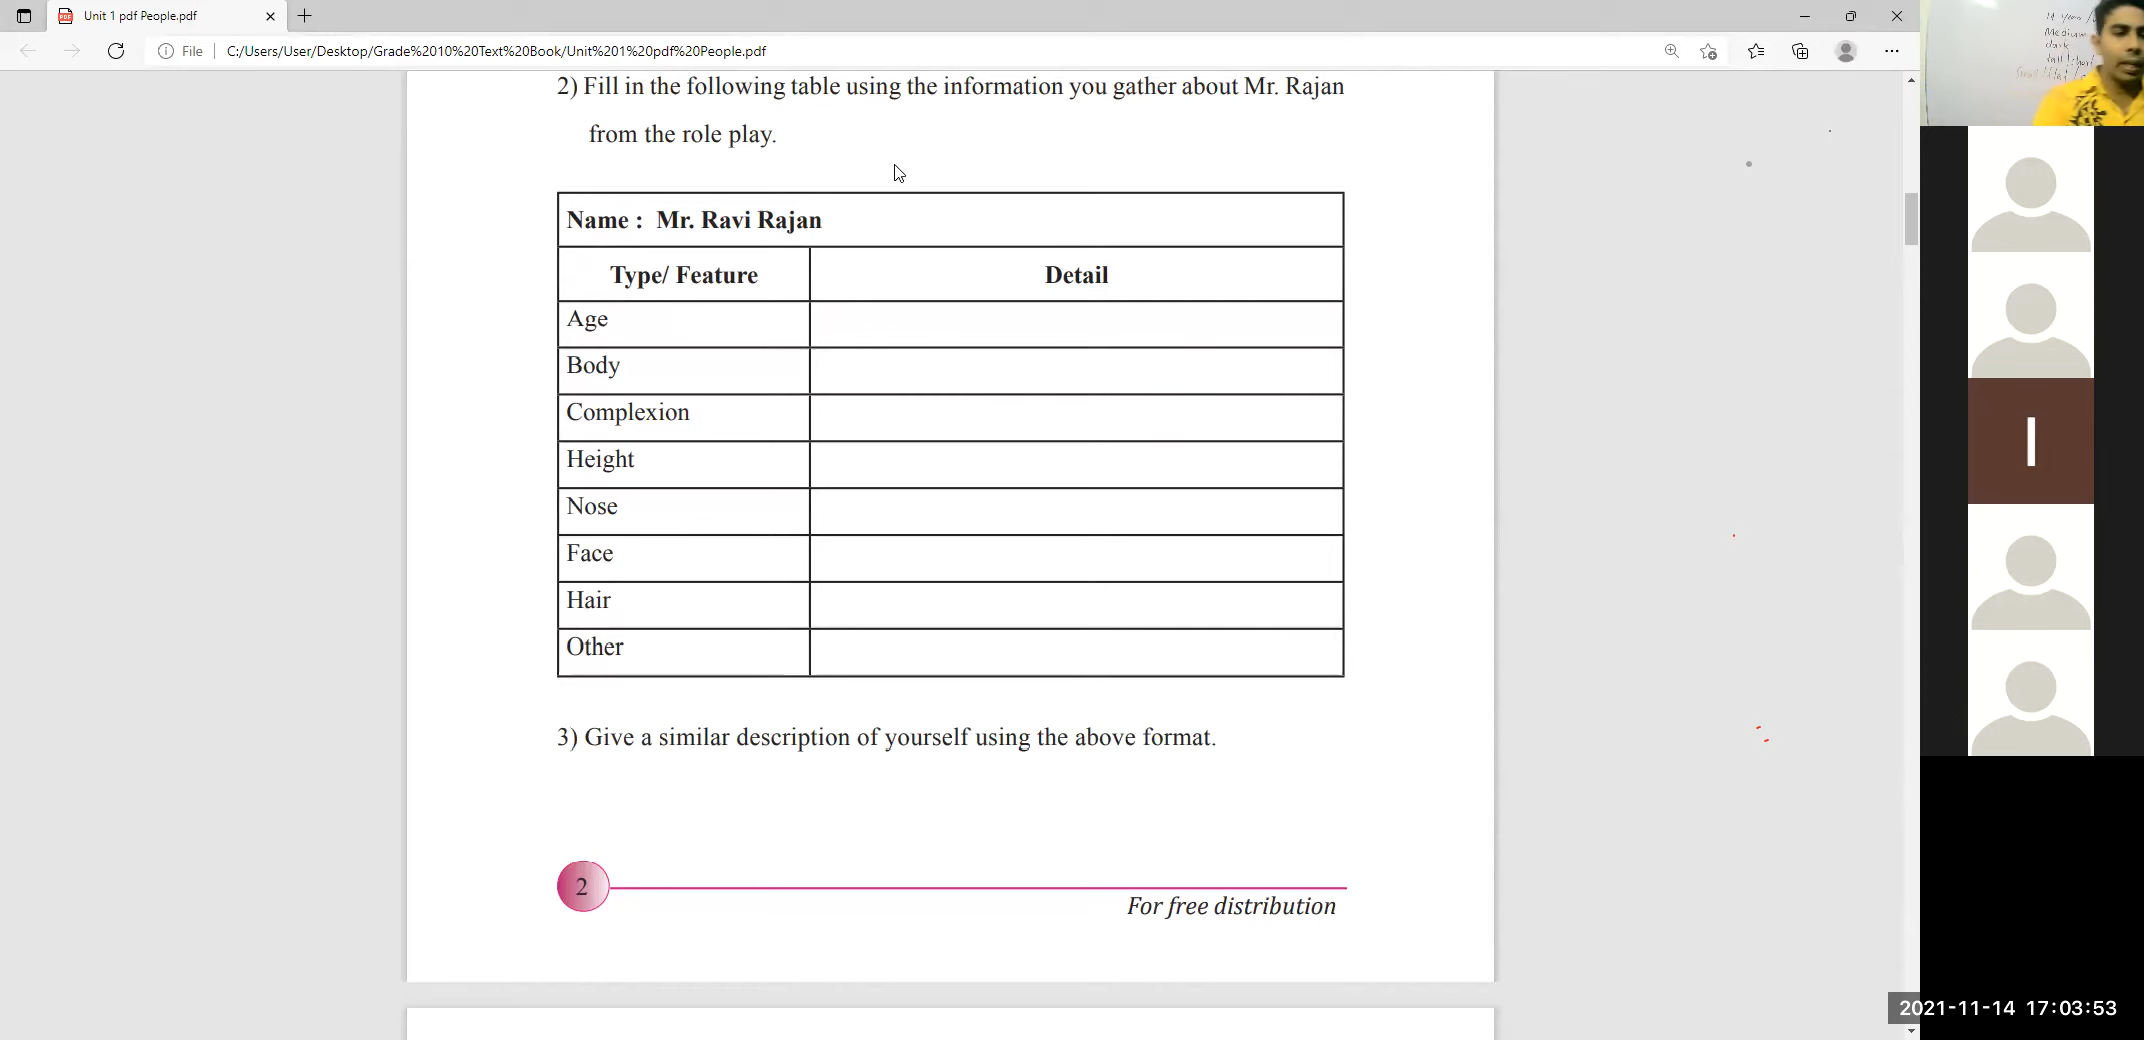 Unit 1 pdf People.pdf
File
C:/Users/User/Desktop/Grade%2010%20Text%20Book/Unit%201%20pdf%20People.pdf
2) Fill in the following table using the information you gather about Mr. Rajan
from the role play.
Name : Mr. Ravi Rajan
Type/ Feature Detail
Age
Body
Complexion
Height
Nose
Face
Hair
Other
3) Give a similar description of yourself using the above format.
2
For free distribution
Medium
dark
I
2021-11-14 17:03:53